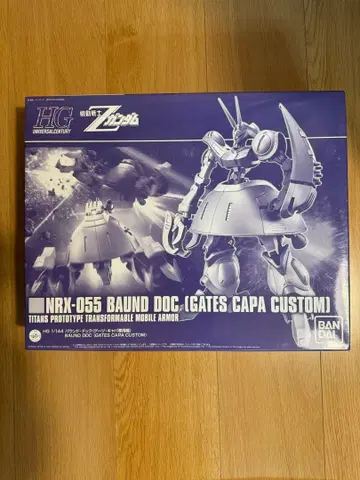 HG
UNIVERSAL CENTURY
機動戦士Ζガンダム
NRX-055 BAUND DOC [GATES CAPA CUSTOM]
TITANS PROTOTYPE TRANSFORMABLE MOBILE ARMOR
HG 1/144 バウンド・ドック(ゲーツ・キャパ専用機)
BAUND DOC (GATES CAPA CUSTOM)
BAN
DAI